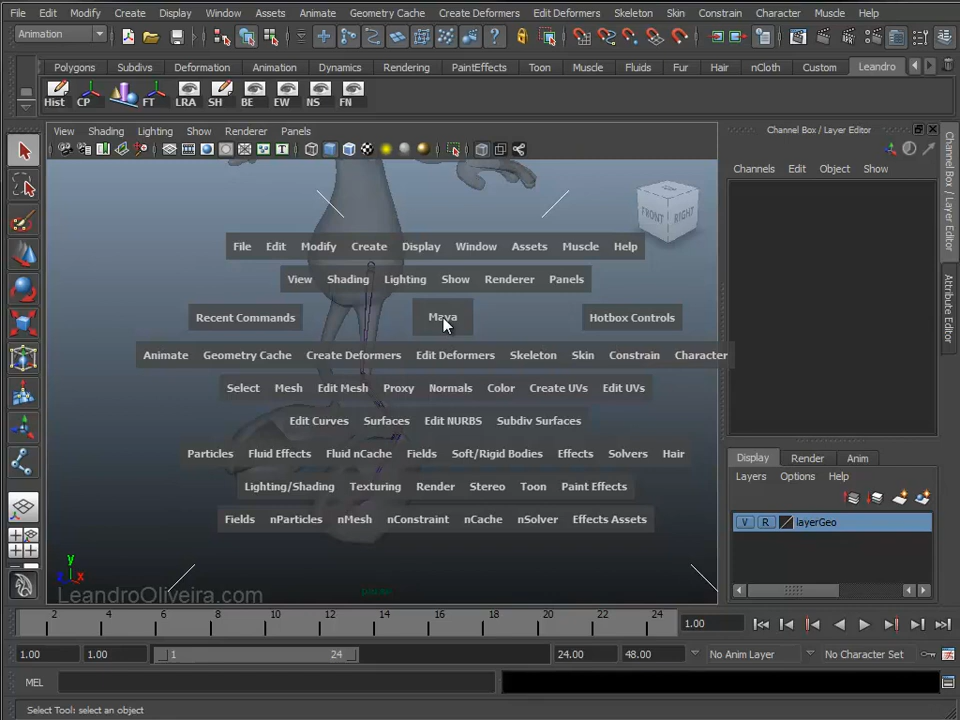 File Edit Modify Create Display Window Assets Animate Geometry Cache Create Deformers Edit Deformers Skeleton Skin Constrain Character Muscle Help
Animation
Polygons Subdivs Deformation Animation Dynamics Rendering PaintEffects Toon Muscle Fluids Fur Hair nCloth Custom Leandro
Hist CP FT LRA SH BE EW NS FN
View Shading Lighting Show Renderer Panels
Channel Box / Layer Editor
Channels Edit Object Show
FRONT RIGHT
File Edit Modify Create Display Window Assets Muscle Help
View Shading Lighting Show Renderer Panels
Recent Commands Maya Hotbox Controls
Animate Geometry Cache Create Deformers Edit Deformers Skeleton Skin Constrain Character
Select Mesh Edit Mesh Proxy Normals Color Create UVs Edit UVs
Edit Curves Surfaces Edit NURBS Subdiv Surfaces
Particles Fluid Effects Fluid nCache Fields Soft/Rigid Bodies Effects Solvers Hair
Lighting/Shading Texturing Render Stereo Toon Paint Effects
Fields nParticles nMesh nConstraint nCache nSolver Effects Assets
Channel Box / Layer Editor
Attribute Editor
Display Render Anim
Layers Options Help
V R layerGeo
y
z x
LeandroOliveira.com
2 4 6 8 10 12 14 16 18 20 22 24 1.00
1.00 1.00 1 24 24.00 48.00 No Anim Layer No Character Set
MEL
Select Tool: select an object